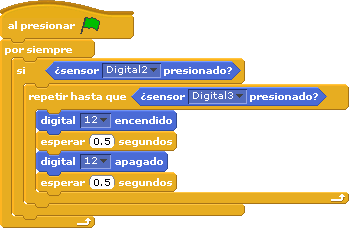 al presionar
por siempre
si ¿sensor Digital2 presionado?
repetir hasta que ¿sensor Digital3 presionado?
digital 12 encendido
esperar 0.5 segundos
digital 12 apagado
esperar 0.5 segundos